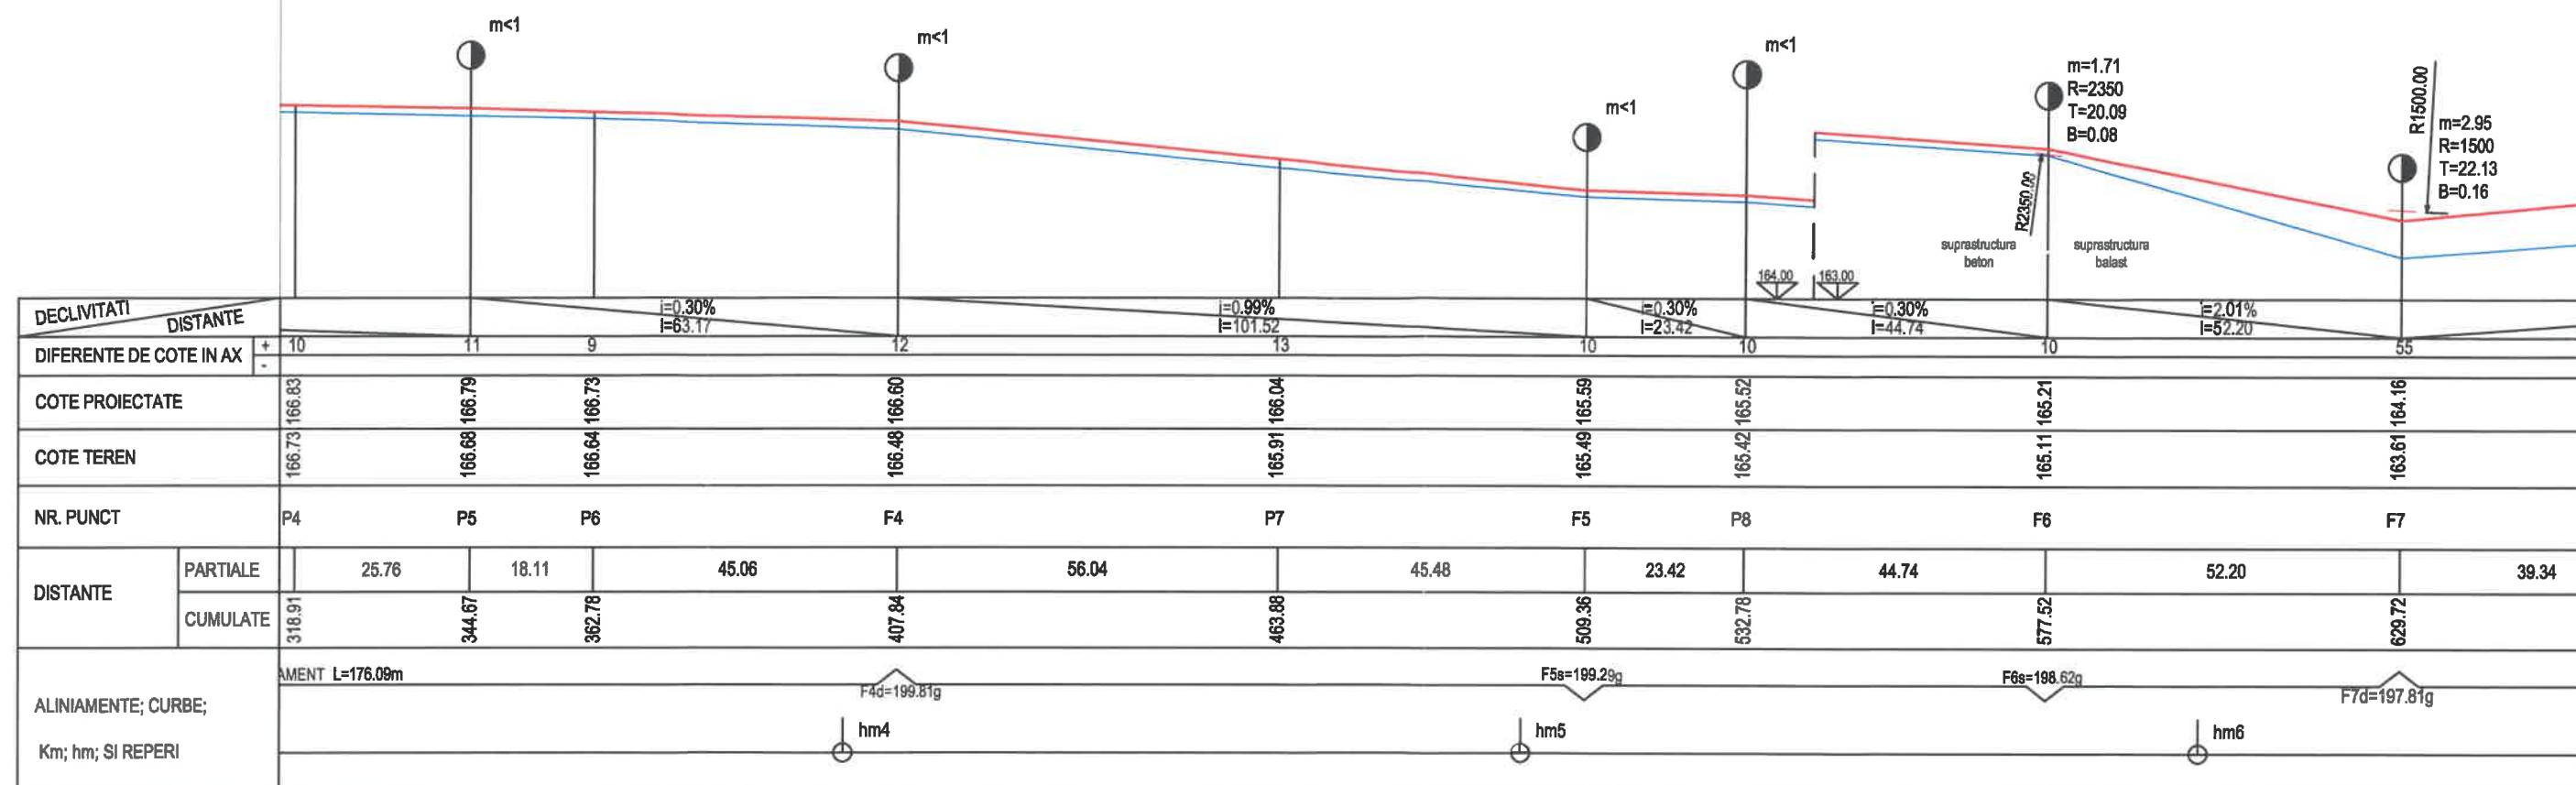 m<1
m<1
m<1
m<1
m=1.71
R=2350
T=20.09
B=0.08
R2350.00
R1500.00
m=2.95
R=1500
T=22.13
B=0.16
suprastructura
beton
suprastructura
balast
164.00 163.00
DECLIVITATI
DISTANTE
i=0.30% i=0.99% i=0.30% i=0.30% i=2.01%
l=63.17 l=101.52 l=23.42 l=44.74 l=52.20
DIFERENTE DE COTE IN AX + 10 11 9 12 13 10 10 10 55
-
COTE PROIECTATE 166.83 166.79 166.73 166.60 166.04 165.59 165.52 165.21 164.16
COTE TEREN 166.73 166.68 166.64 166.48 165.91 165.49 165.42 165.11 163.61
NR. PUNCT P4 P5 P6 F4 P7 F5 P8 F6 F7
DISTANTE
PARTIALE 25.76 18.11 45.06 56.04 45.48 23.42 44.74 52.20 39.34
CUMULATE 318.91 344.67 362.78 407.84 463.88 509.36 532.78 577.52 629.72
AMENT L=176.09m
F4d=199.81g
F5s=199.29g
F6s=198.62g
F7d=197.81g
ALINIAMENTE; CURBE;
Km; hm; SI REPERI
hm4 hm5 hm6